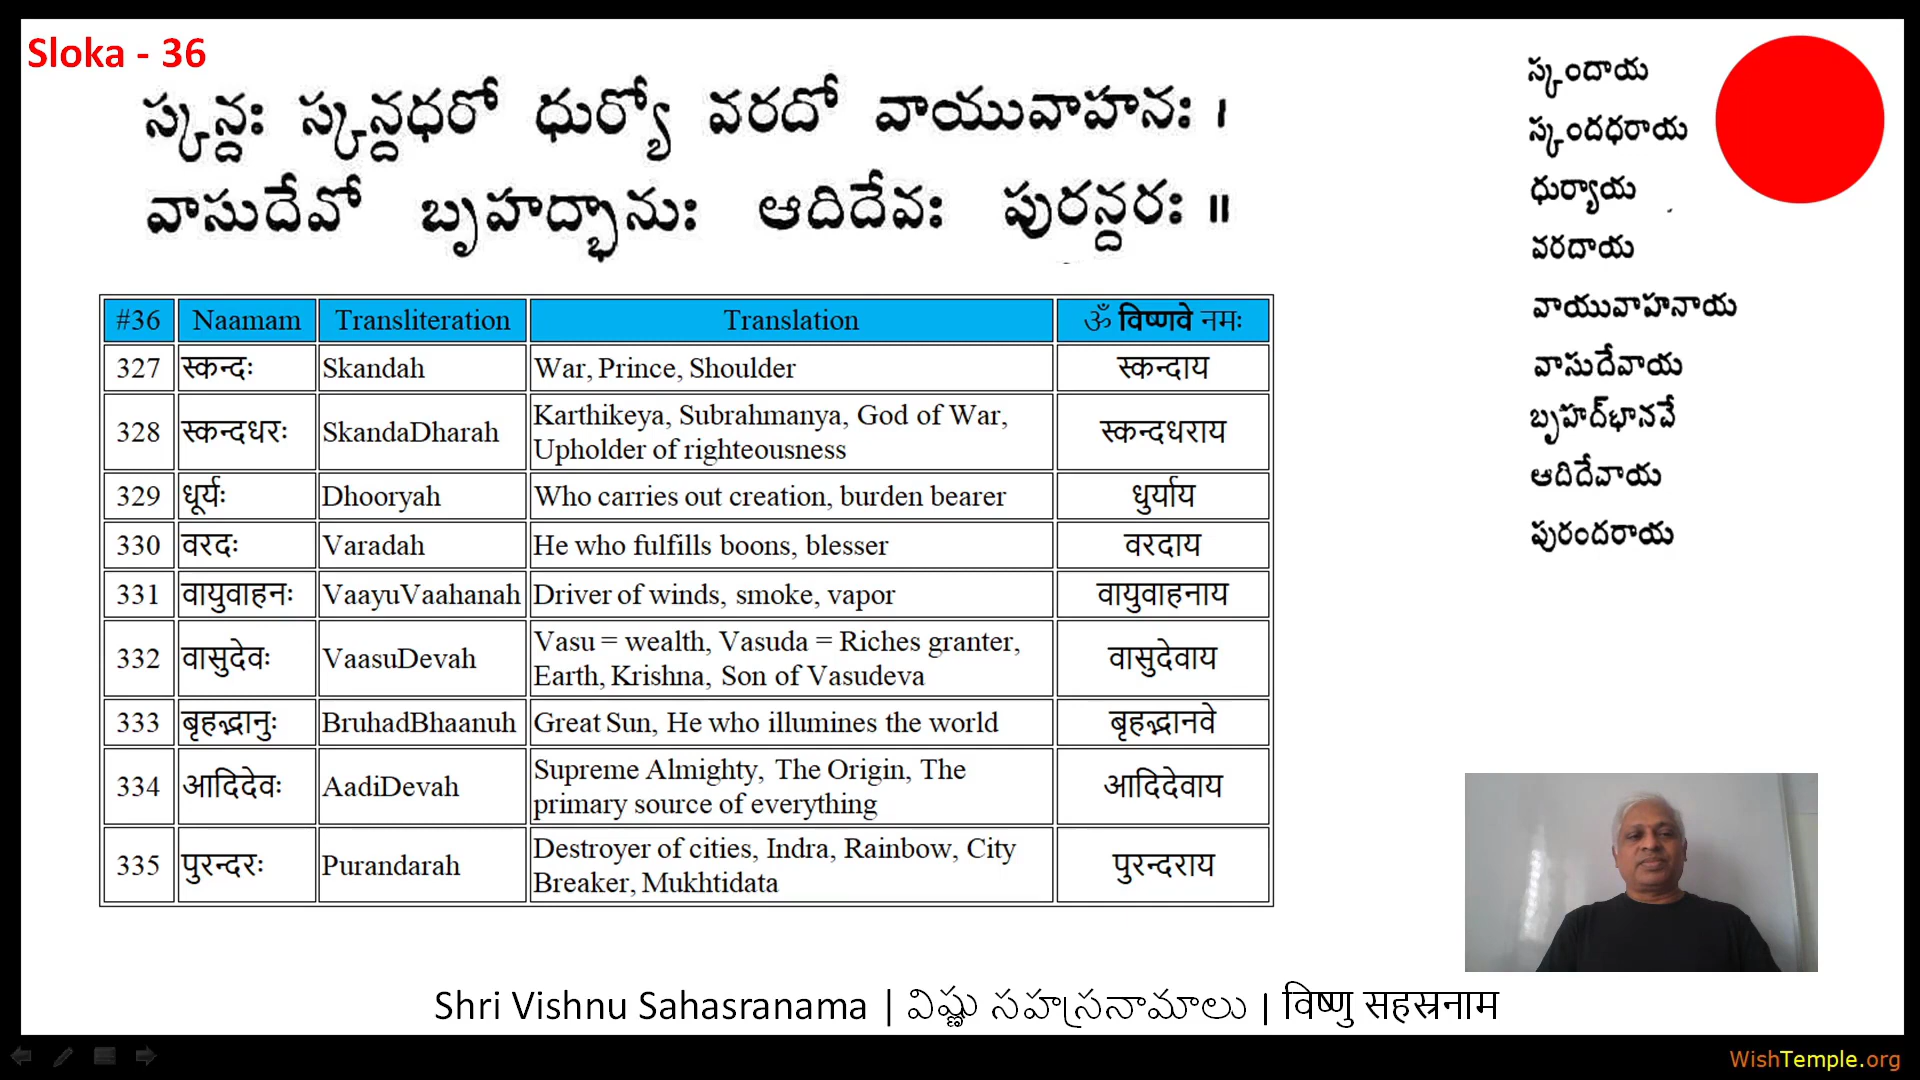 Sloka - 36
స్కన్దః స్కన్దధరో ధుర్యో వరదో వాయువాహనః ।
వాసుదేవో బృహద్భానుః ఆదిదేవః పురన్దరః ॥
#36 Naamam Transliteration Translation ॐ विष्णवे नमः
327 स्कन्दः Skandah War, Prince, Shoulder स्कन्दाय
328 स्कन्दधरः SkandaDharah Karthikeya, Subrahmanya, God of War,
Upholder of righteousness स्कन्दधराय
329 धूर्यः Dhooryah Who carries out creation, burden bearer धुर्याय
330 वरदः Varadah He who fulfills boons, blesser वरदाय
331 वायुवाहनः VaayuVaahanah Driver of winds, smoke, vapor वायुवाहनाय
332 वासुदेवः VaasuDevah Vasu = wealth, Vasuda = Riches granter,
Earth, Krishna, Son of Vasudeva वासुदेवाय
333 बृहद्भानुः BruhadBhaanuh Great Sun, He who illumines the world बृहद्भानवे
334 आदिदेवः AadiDevah Supreme Almighty, The Origin, The
primary source of everything आदिदेवाय
335 पुरन्दरः Purandarah Destroyer of cities, Indra, Rainbow, City
Breaker, Mukhtidata पुरन्दराय
స్కందాయ
స్కందధరాయ
ధుర్యాయ
వరదాయ
వాయువాహనాయ
వాసుదేవాయ
బృహద్‌భానవే
ఆదిదేవాయ
పురందరాయ
Shri Vishnu Sahasranama | విష్ణు సహస్రనామాలు | विष्णु सहस्रनाम
WishTemple.org